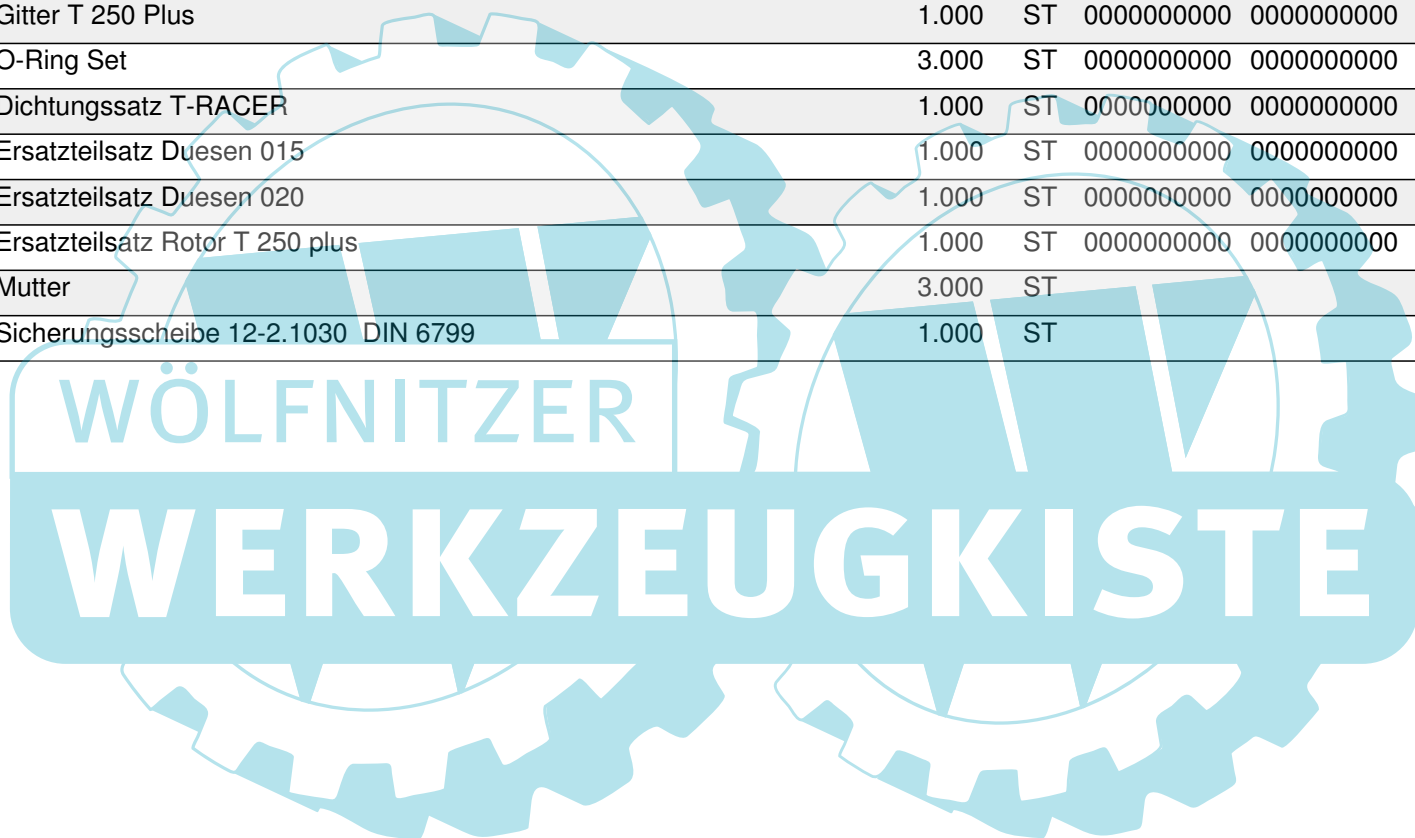 Gitter T 250 Plus 1.000 ST 0000000000 0000000000
O-Ring Set 3.000 ST 0000000000 0000000000
Dichtungssatz T-RACER 1.000 ST 0000000000 0000000000
Ersatzteilsatz Duesen 015 1.000 ST 0000000000 0000000000
Ersatzteilsatz Duesen 020 1.000 ST 0000000000 0000000000
Ersatzteilsatz Rotor T 250 plus 1.000 ST 0000000000 0000000000
Mutter 3.000 ST
Sicherungsscheibe 12-2.1030 DIN 6799 1.000 ST
WÖLFNITZER
WERKZEUGKISTE